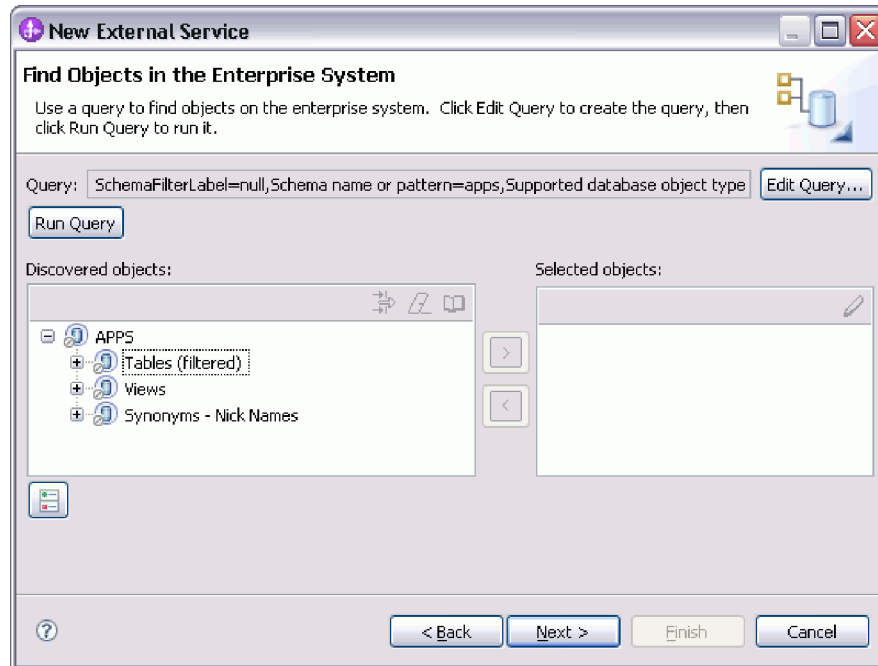 New External Service
Find Objects in the Enterprise System
Use a query to find objects on the enterprise system. Click Edit Query to create the query, then
click Run Query to run it.
Query: SchemaFilterLabel=null,Schema name or pattern=apps,Supported database object type Edit Query...
Run Query
Discovered objects: Selected objects:
APPS
Tables (filtered)
Views
Synonyms - Nick Names
< Back Next > Finish Cancel